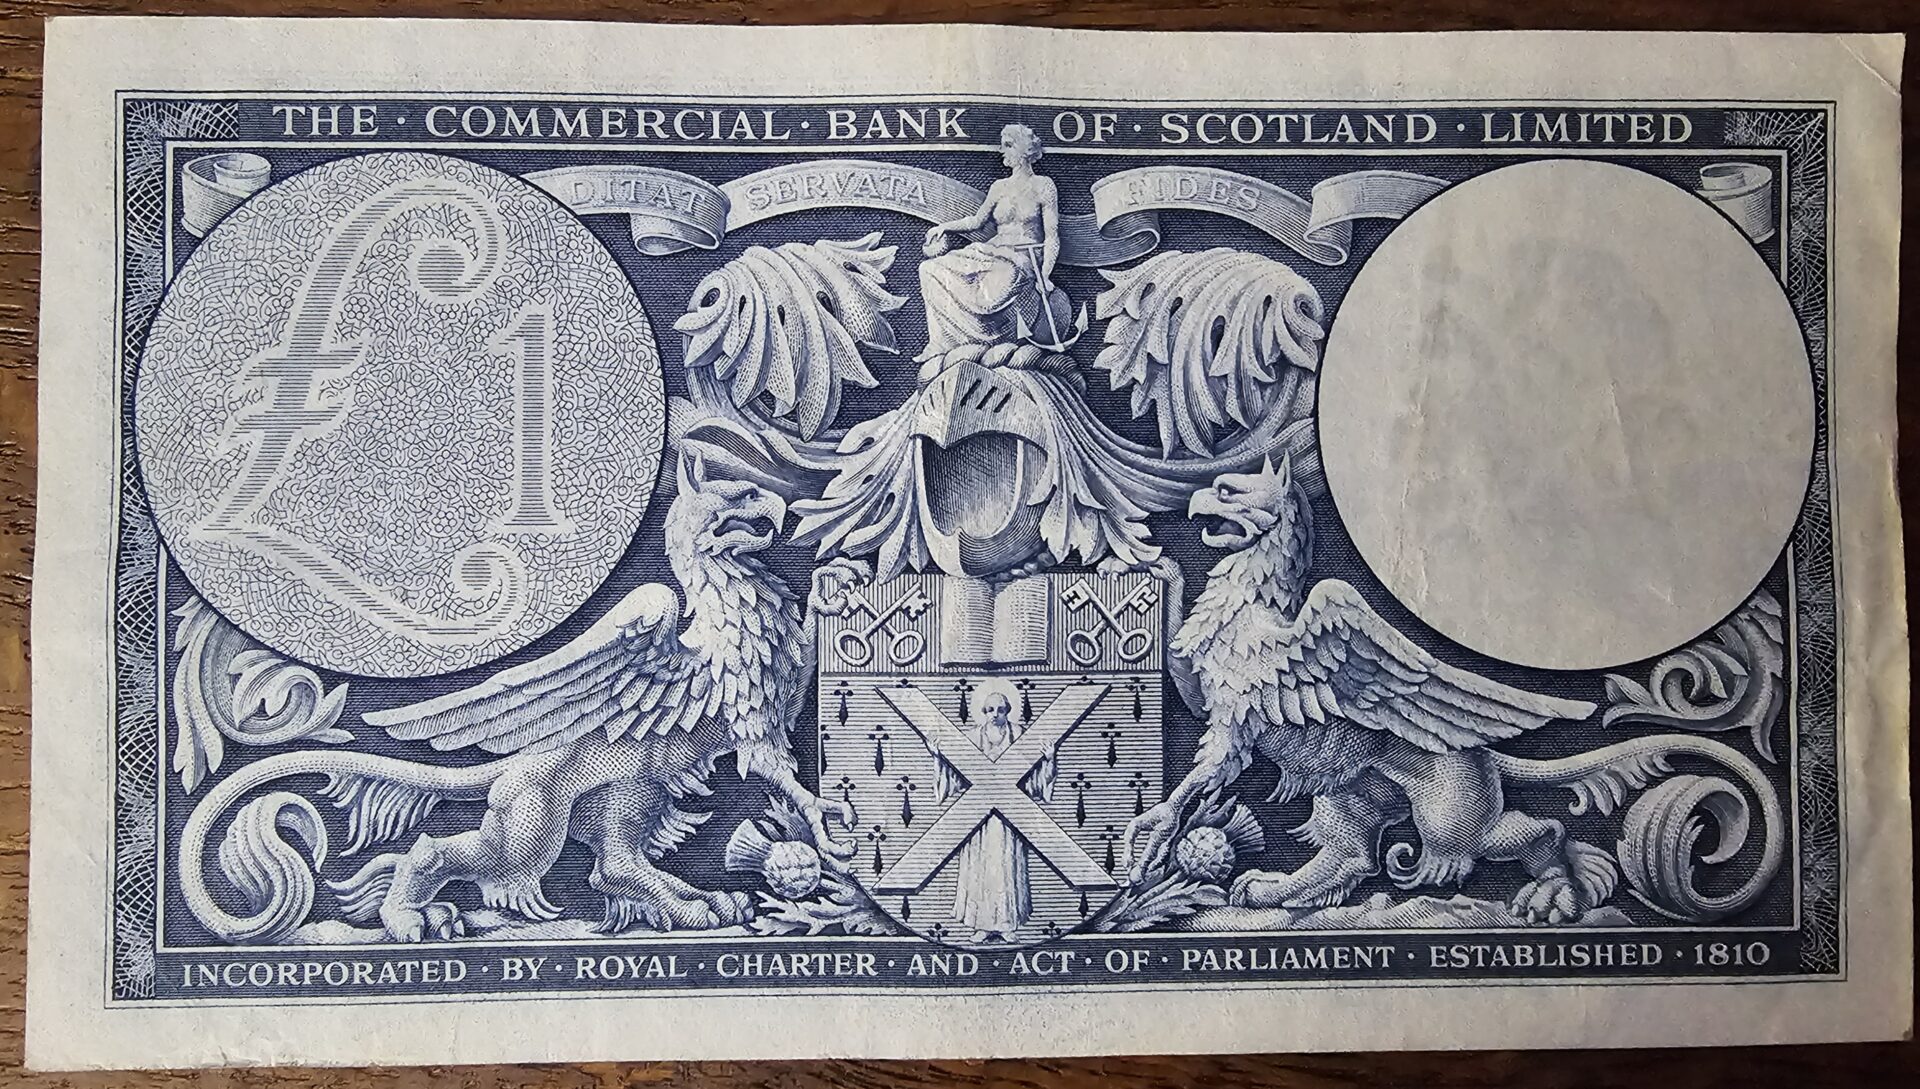 THE · COMMERCIAL · BANK OF · SCOTLAND · LIMITED
DITAT SERVATA FIDES
£1
INCORPORATED · BY · ROYAL · CHARTER · AND · ACT · OF · PARLIAMENT · ESTABLISHED · 1810